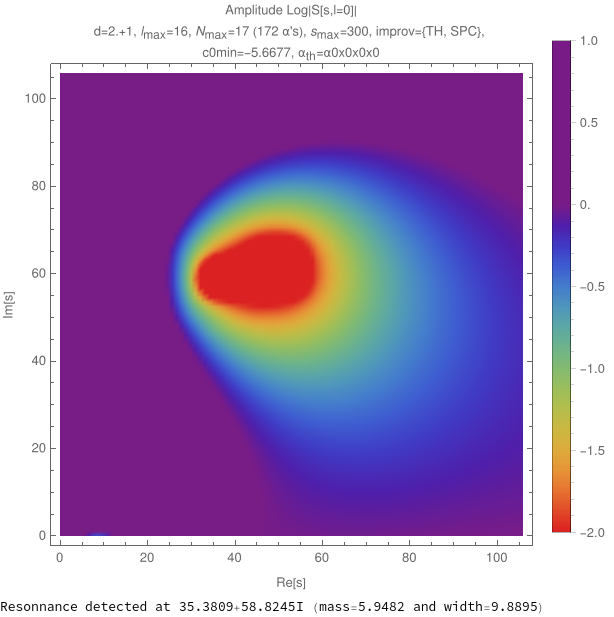 Amplitude Log|S[s,l=0]|
d=2.+1, lmax=16, Nmax=17 (172 α's), smax=300, improv={TH, SPC},
c0min=−5.6677, αth=α0x0x0x0
1.0
0.5
0.
−0.5
−1.0
−1.5
−2.0
100
80
60
40
20
0
Im[s]
0 20 40 60 80 100
Re[s]
Resonnance detected at 35.3809+58.8245I (mass=5.9482 and width=9.8895)